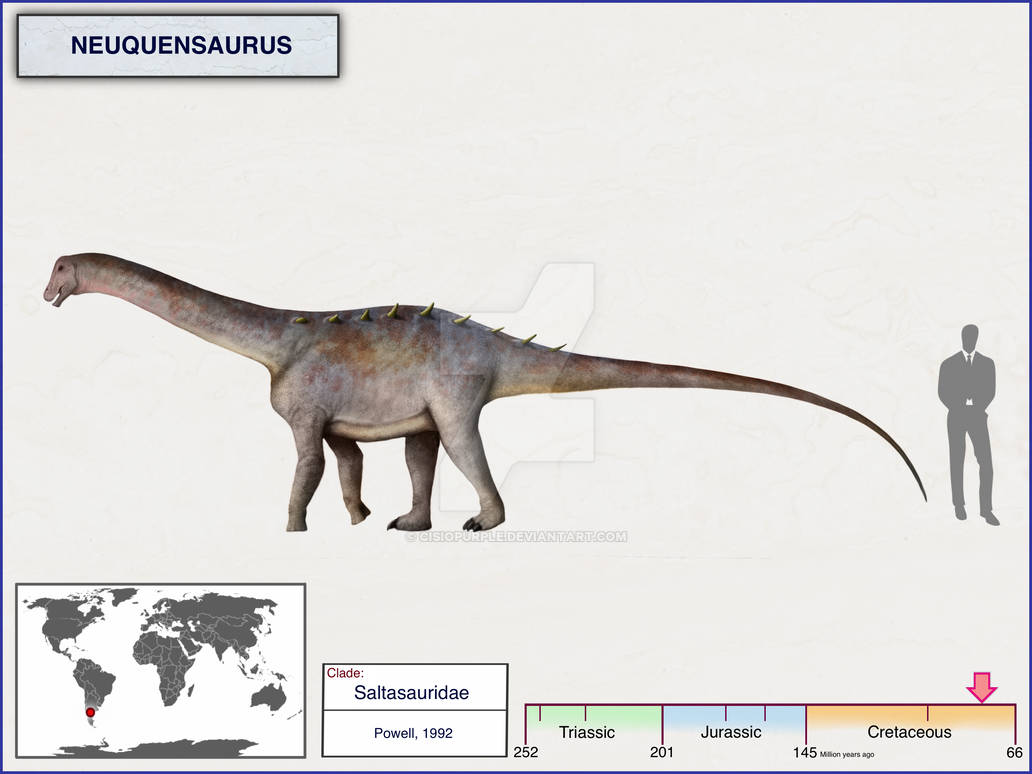 NEUQUENSAURUS
© CISIOPURPLE.DEVIANTART.COM
Clade:
Saltasauridae
Powell, 1992
Triassic
Jurassic
Cretaceous
252
201
145
Million years ago
66